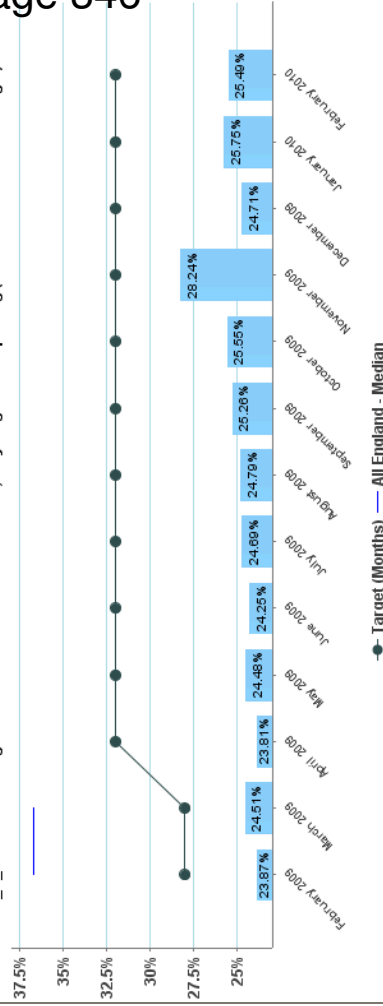 37.5%
35%
32.5%
30%
27.5%
25%
23.87%
24.51%
23.81%
24.48%
24.25%
24.69%
24.79%
25.26%
25.55%
28.24%
24.71%
25.75%
25.49%
February 2009
March 2009
April 2009
May 2009
June 2009
July 2009
August 2009
September 2009
October 2009
November 2009
December 2009
January 2010
February 2010
Target (Months) All England - Median